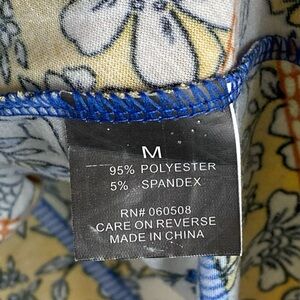 M
95% POLYESTER
5% SPANDEX
RN# 060508
CARE ON REVERSE
MADE IN CHINA